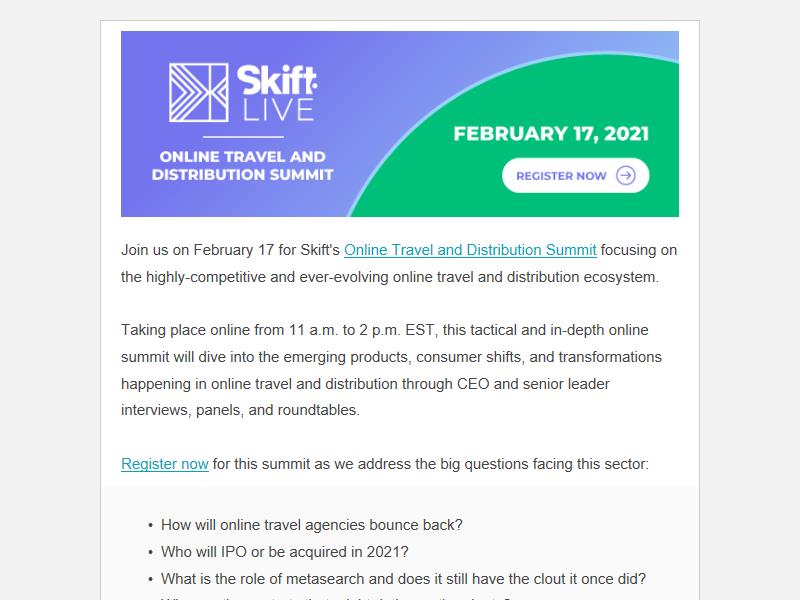 Skift
LIVE
ONLINE TRAVEL AND
DISTRIBUTION SUMMIT
FEBRUARY 17, 2021
REGISTER NOW
Join us on February 17 for Skift's Online Travel and Distribution Summit focusing on
the highly-competitive and ever-evolving online travel and distribution ecosystem.
Taking place online from 11 a.m. to 2 p.m. EST, this tactical and in-depth online
summit will dive into the emerging products, consumer shifts, and transformations
happening in online travel and distribution through CEO and senior leader
interviews, panels, and roundtables.
Register now for this summit as we address the big questions facing this sector:
• How will online travel agencies bounce back?
• Who will IPO or be acquired in 2021?
• What is the role of metasearch and does it still have the clout it once did?